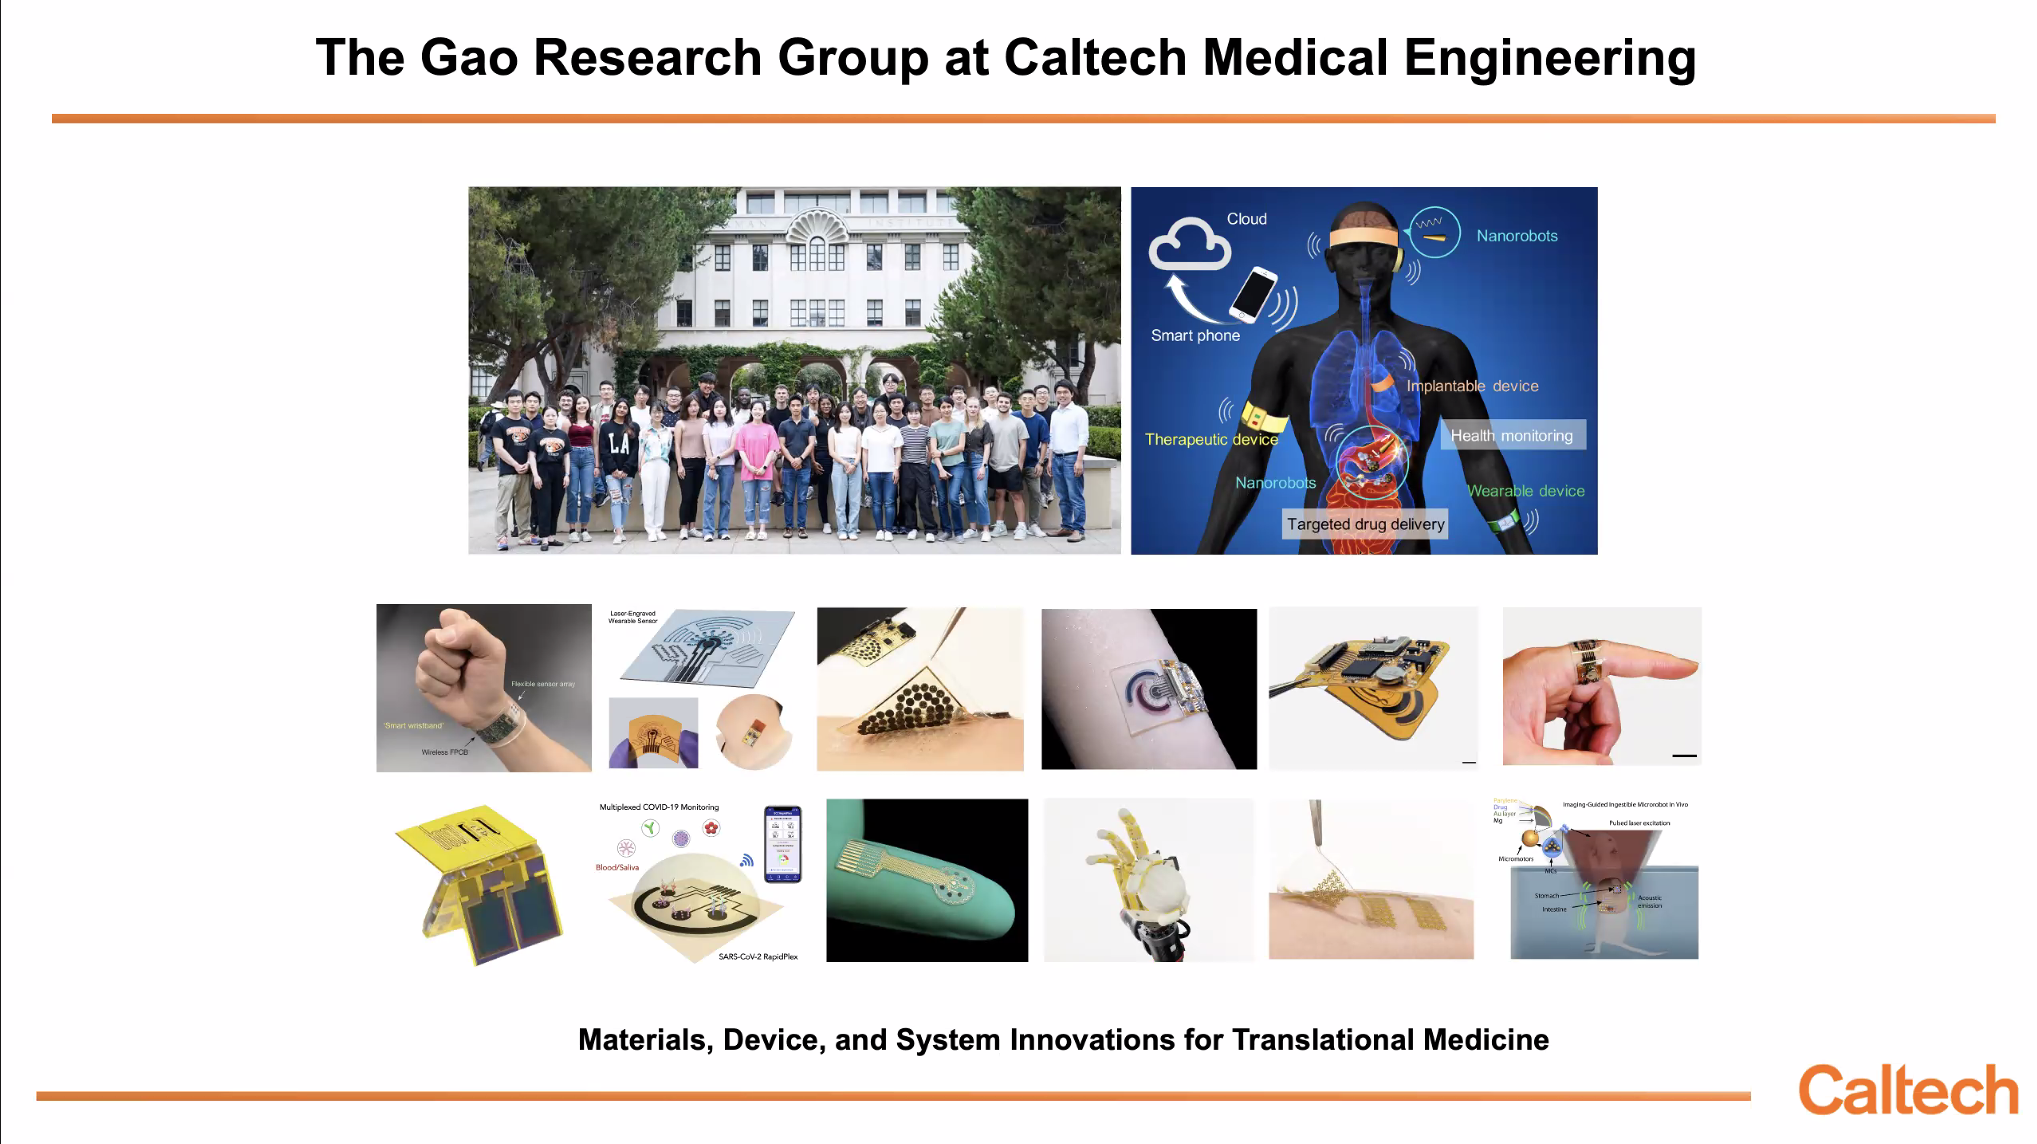 The Gao Research Group at Caltech Medical Engineering
Cloud
Nanorobots
Smart phone
Implantable device
Therapeutic device
Health monitoring
Nanorobots
Wearable device
Targeted drug delivery
LA
Flexible sensor array
'Smart wristband'
Wireless FPCB
Laser-Engraved
Wearable Sensor
Multiplexed COVID-19 Monitoring
Blood/Saliva
SARS-CoV-2 RapidPlex
Imaging-Guided Ingestible Microrobot In Vivo
Parylene
Drug
Au layer
Mg
Pulsed laser excitation
Micromotors
MCs
Stomach
Intestine
Acoustic
emission
Materials, Device, and System Innovations for Translational Medicine
Caltech